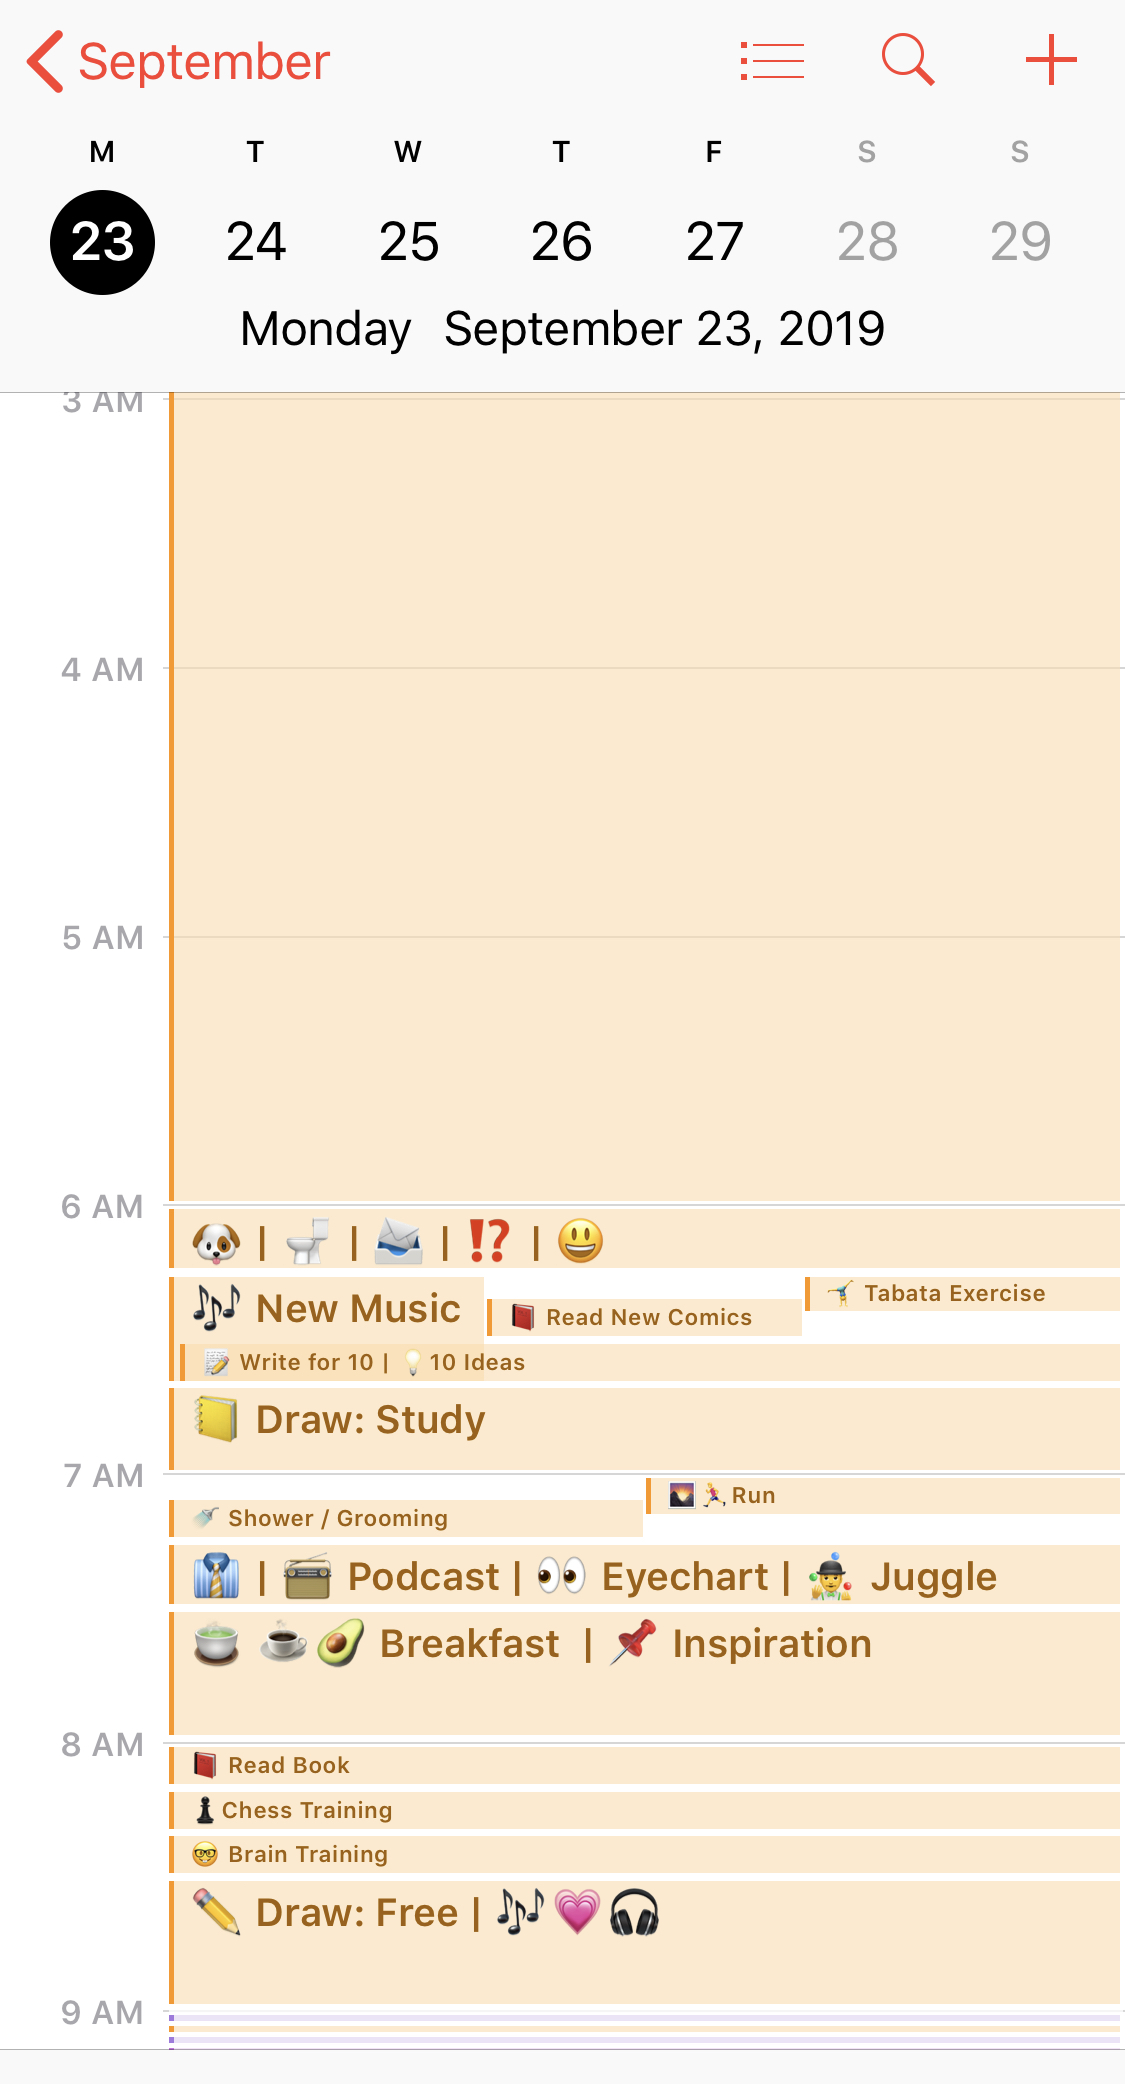 September
M T W T F S S
23 24 25 26 27 28 29
Monday September 23, 2019
3 AM
4 AM
5 AM
6 AM
🐶 | 🚽 | 📨 | ⁉️ | 😃
🎶 New Music
📕 Read New Comics
🤸 Tabata Exercise
📝 Write for 10 | 💡10 Ideas
📒 Draw: Study
7 AM
🌄🏃‍♀️ Run
🚿 Shower / Grooming
👔 | 📻 Podcast | 👀 Eyechart | 🤹‍♂️ Juggle
🍵 ☕️🥑 Breakfast | 📌 Inspiration
8 AM
📕 Read Book
♟Chess Training
🤓 Brain Training
✏️ Draw: Free | 🎶💗🎧
9 AM